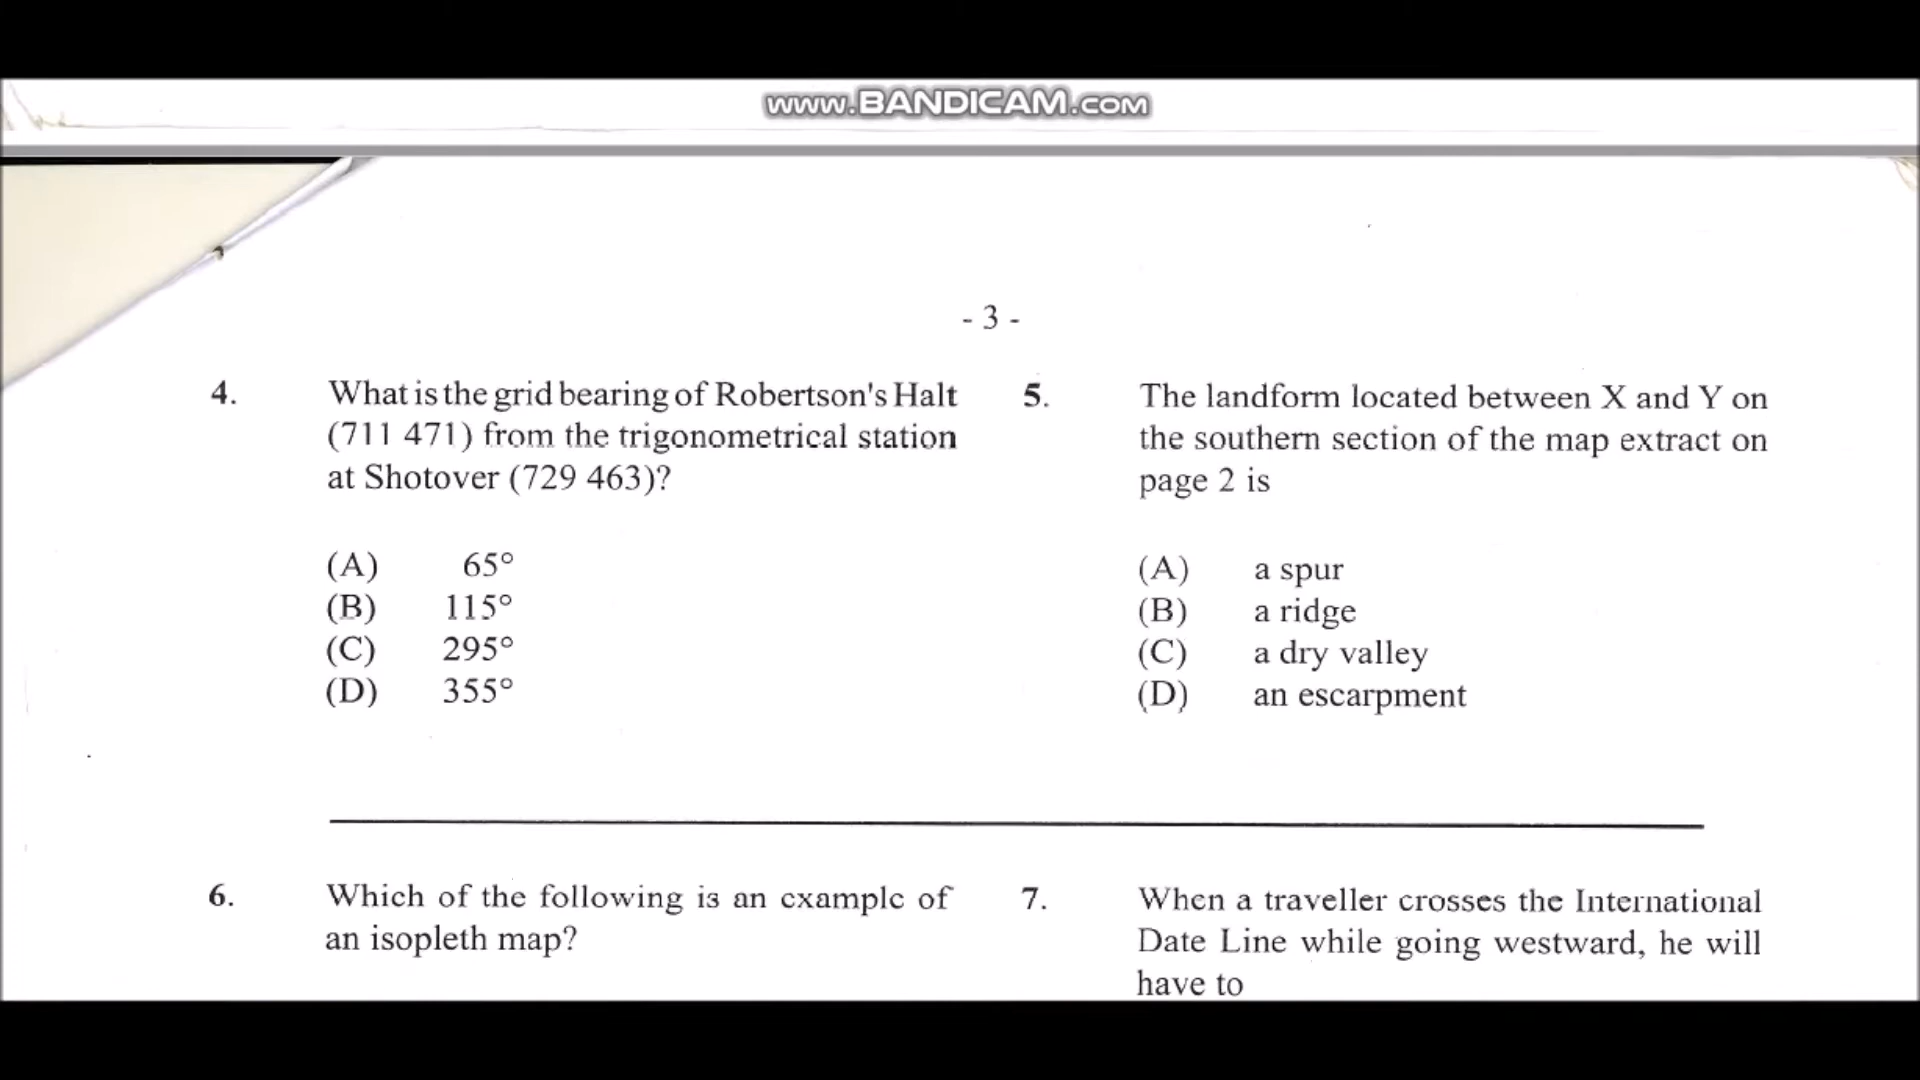 www.BANDICAM.com
- 3 -
4. What is the grid bearing of Robertson's Halt
(711 471) from the trigonometrical station
at Shotover (729 463)?
(A) 65°
(B) 115°
(C) 295°
(D) 355°
5. The landform located between X and Y on
the southern section of the map extract on
page 2 is
(A) a spur
(B) a ridge
(C) a dry valley
(D) an escarpment
6. Which of the following is an example of
an isopleth map?
7. When a traveller crosses the International
Date Line while going westward, he will
have to